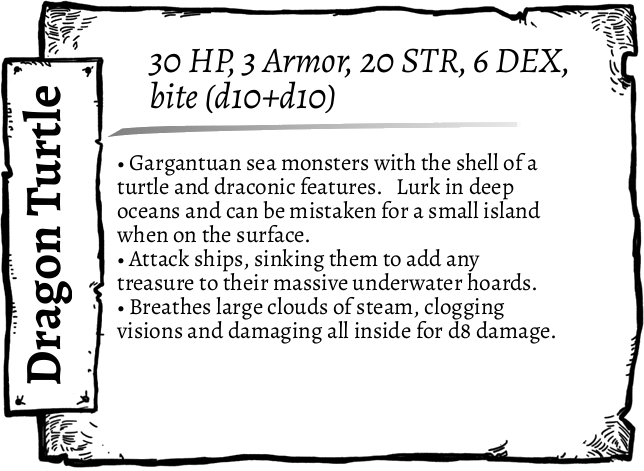 Dragon Turtle
30 HP, 3 Armor, 20 STR, 6 DEX,
bite (d10+d10)
• Gargantuan sea monsters with the shell of a
turtle and draconic features. Lurk in deep
oceans and can be mistaken for a small island
when on the surface.
• Attack ships, sinking them to add any
treasure to their massive underwater hoards.
• Breathes large clouds of steam, clogging
visions and damaging all inside for d8 damage.